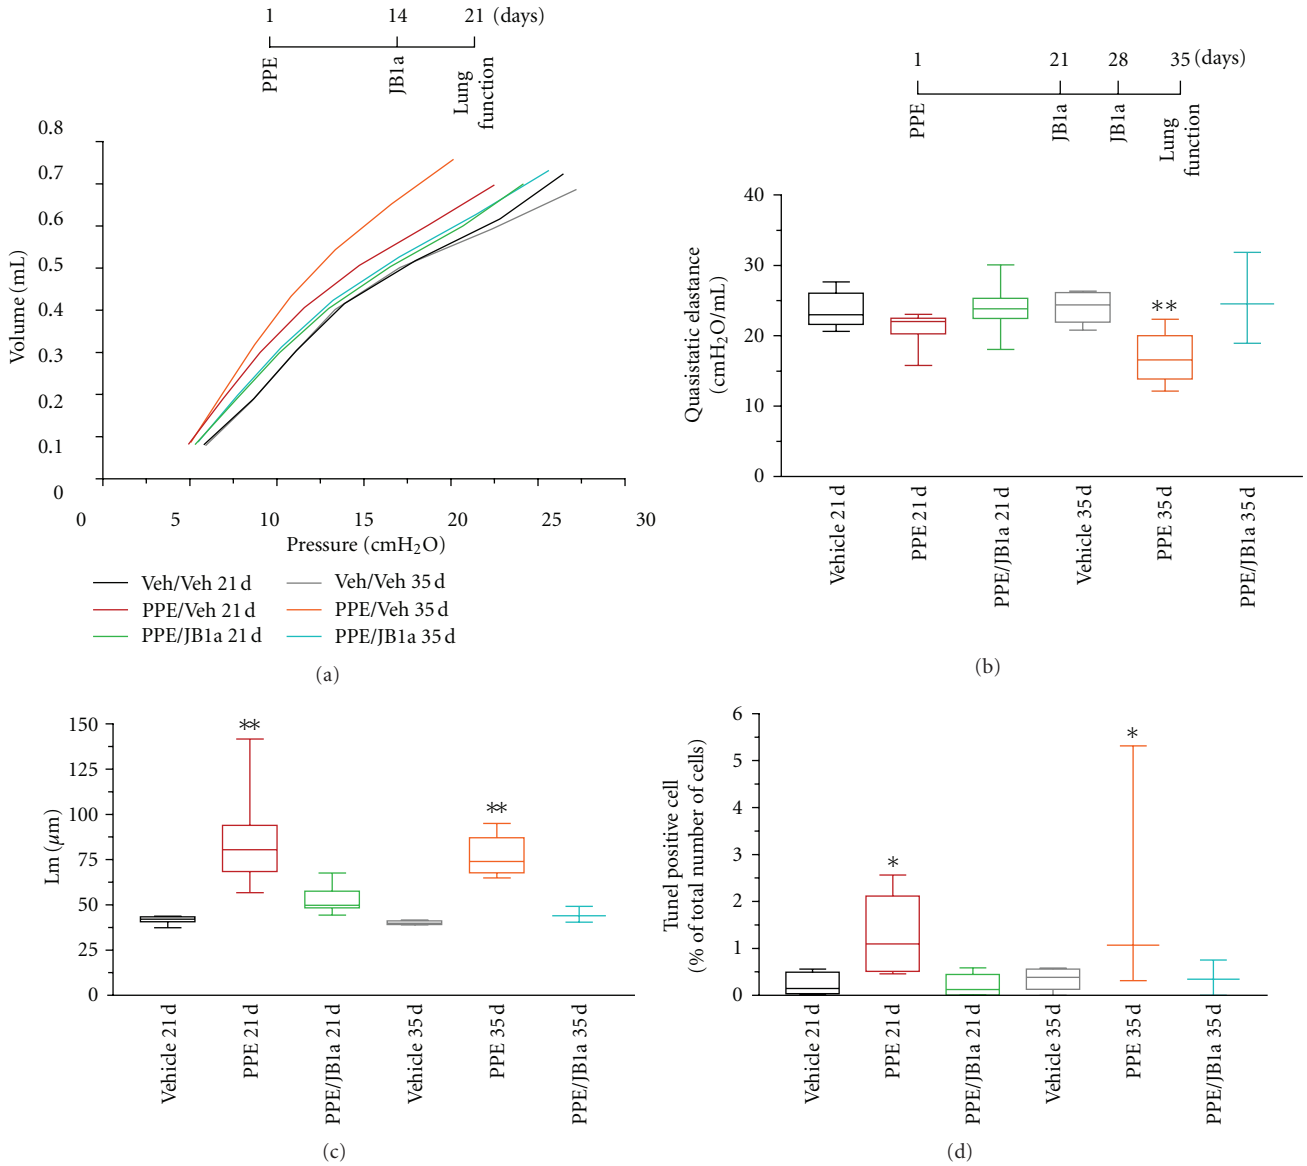 1 14 21 (days)
PPE
JB1a
Lung
function
0.8
0.7
0.6
0.5
0.4
0.3
0.2
0.1
0
Volume (mL)
0 5 10 15 20 25 30
Pressure (cmH₂O)
Veh/Veh 21 d
PPE/Veh 21 d
PPE/JB1a 21 d
Veh/Veh 35 d
PPE/Veh 35 d
PPE/JB1a 35 d
(a)
1 21 28 35 (days)
PPE
JB1a
JB1a
Lung
function
40
30
20
10
0
Quasistatic elastance
(cmH₂O/mL)
**
Vehicle 21 d
PPE 21 d
PPE/JB1a 21 d
Vehicle 35 d
PPE 35 d
PPE/JB1a 35 d
(b)
150
125
100
75
50
25
0
Lm (μm)
**
**
Vehicle 21 d
PPE 21 d
PPE/JB1a 21 d
Vehicle 35 d
PPE 35 d
PPE/JB1a 35 d
(c)
6
5
4
3
2
1
0
Tunel positive cell
(% of total number of cells)
*
*
Vehicle 21 d
PPE 21 d
PPE/JB1a 21 d
Vehicle 35 d
PPE 35 d
PPE/JB1a 35 d
(d)